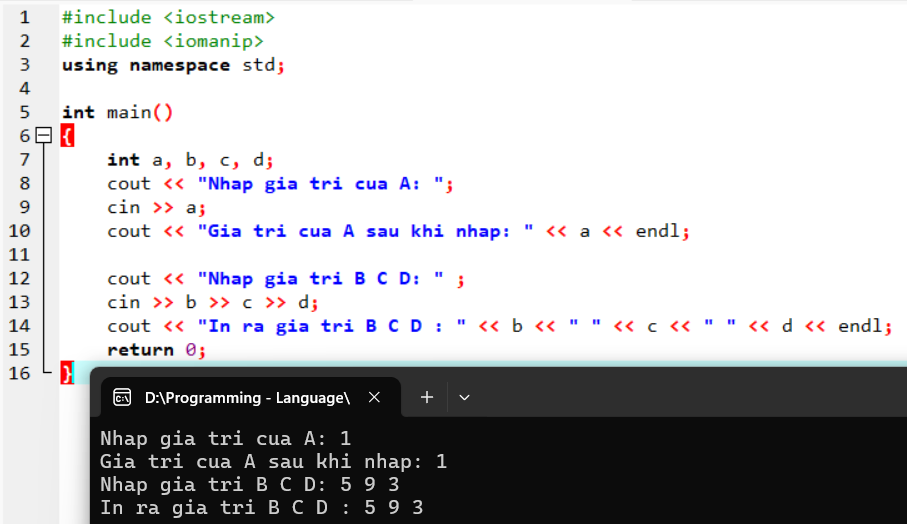 1 #include <iostream>
2 #include <iomanip>
3 using namespace std;
4
5 int main()
6 {
7 int a, b, c, d;
8 cout << "Nhap gia tri cua A: ";
9 cin >> a;
10 cout << "Gia tri cua A sau khi nhap: " << a << endl;
11
12 cout << "Nhap gia tri B C D: " ;
13 cin >> b >> c >> d;
14 cout << "In ra gia tri B C D : " << b << " " << c << " " << d << endl;
15 return 0;
16 }
D:\Programming - Language\
Nhap gia tri cua A: 1
Gia tri cua A sau khi nhap: 1
Nhap gia tri B C D: 5 9 3
In ra gia tri B C D : 5 9 3